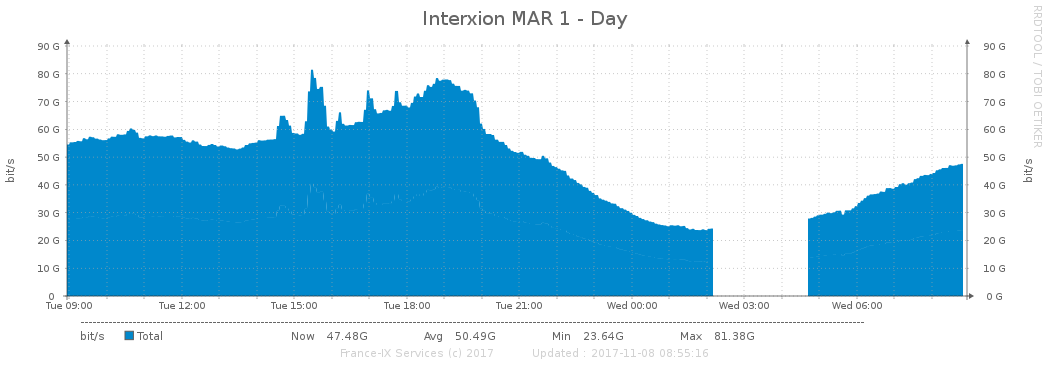 Interxion MAR 1 - Day
RRDTOOL / TOBI OETIKER
90 G 90 G
80 G 80 G
70 G 70 G
60 G 60 G
50 G 50 G
40 G 40 G
30 G 30 G
20 G 20 G
10 G 10 G
0 0 G
bit/s bit/s
Tue 09:00 Tue 12:00 Tue 15:00 Tue 18:00 Tue 21:00 Wed 00:00 Wed 03:00 Wed 06:00
bit/s Total Now 47.48G Avg 50.49G Min 23.64G Max 81.38G
France-IX Services (c) 2017 Updated : 2017-11-08 08:55:16